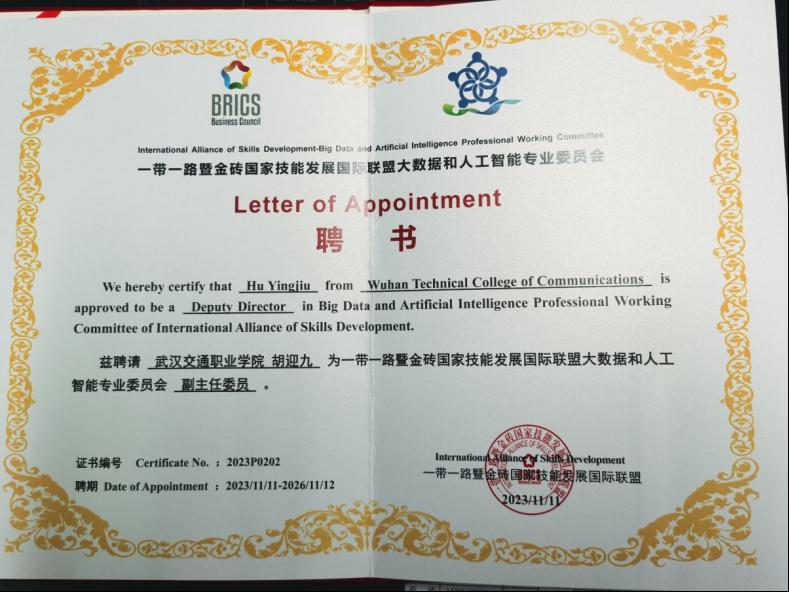 BRICS
Business Council
International Alliance of Skills Development-Big Data and Artificial Intelligence Professional Working Committee
一带一路暨金砖国家技能发展国际联盟大数据和人工智能专业委员会
Letter of Appointment
聘 书
We hereby certify that Hu Yingjiu from Wuhan Technical College of Communications is
approved to be a Deputy Director in Big Data and Artificial Intelligence Professional Working
Committee of International Alliance of Skills Development.
兹聘请 武汉交通职业学院 胡迎九 为一带一路暨金砖国家技能发展国际联盟大数据和人工
智能专业委员会 副主任委员 。
证书编号 Certificate No. : 2023P0202
聘期 Date of Appointment : 2023/11/11-2026/11/12
International Alliance of Skills Development
一带一路暨金砖国家技能发展国际联盟
2023/11/11